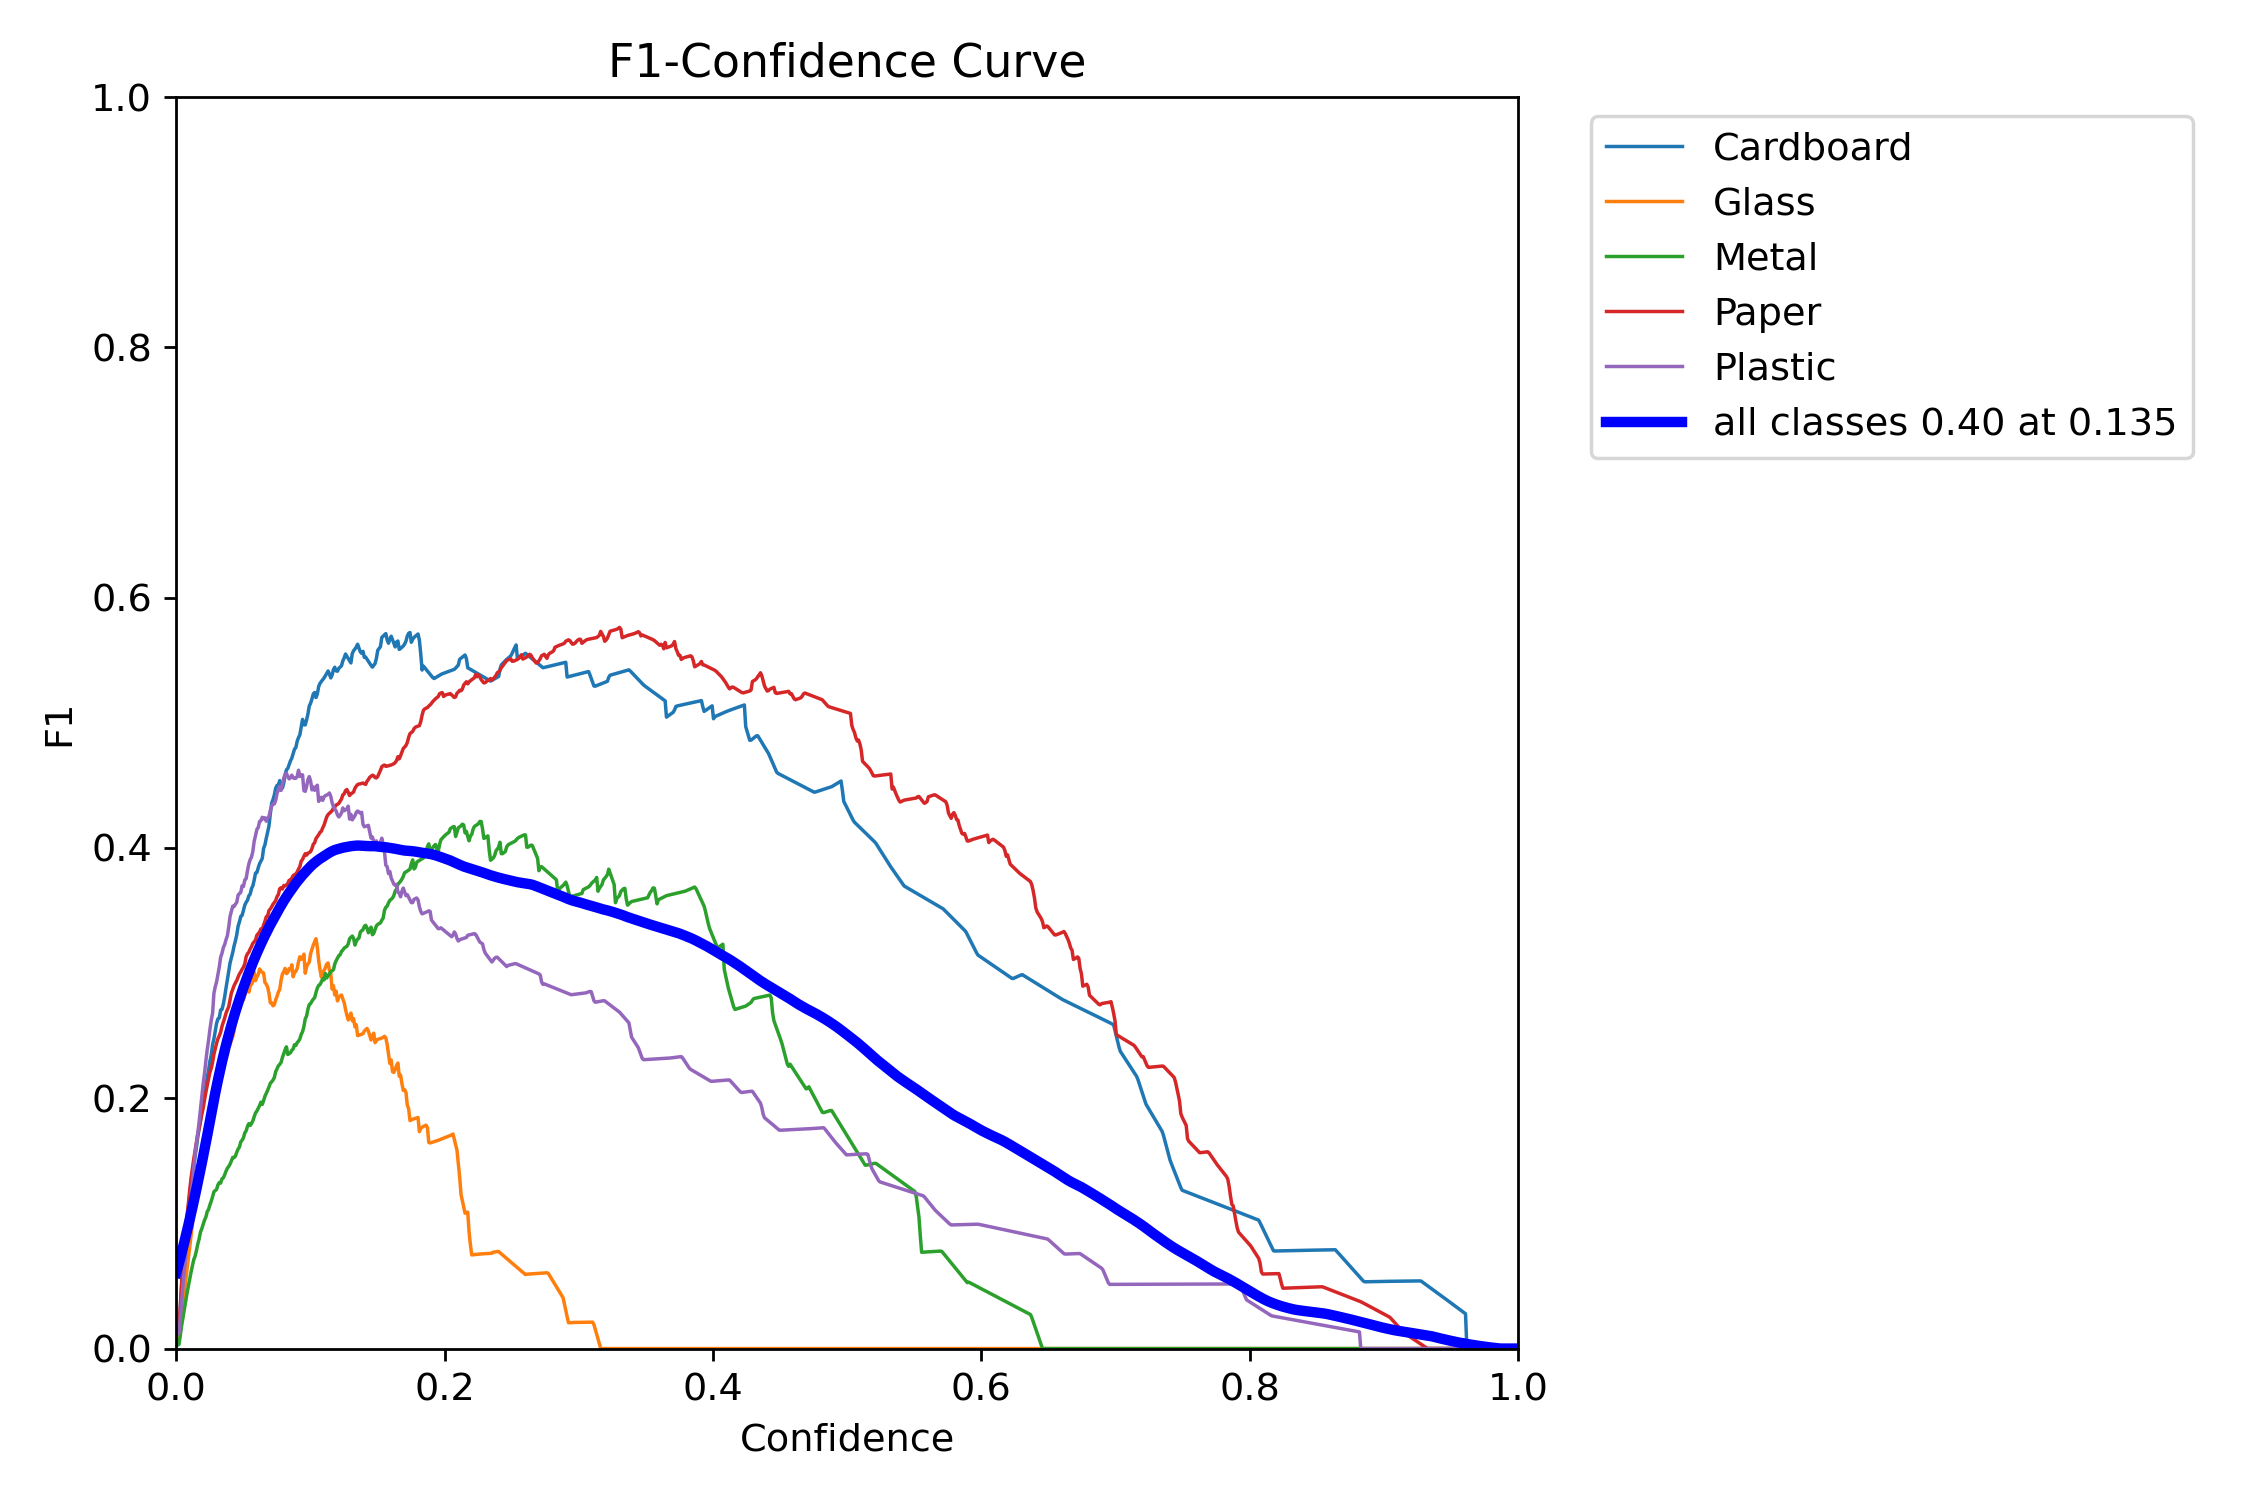 F1-Confidence Curve
1.0
0.8
0.6
0.4
0.2
0.0
F1
0.0 0.2 0.4 0.6 0.8 1.0
Confidence
Cardboard
Glass
Metal
Paper
Plastic
all classes 0.40 at 0.135